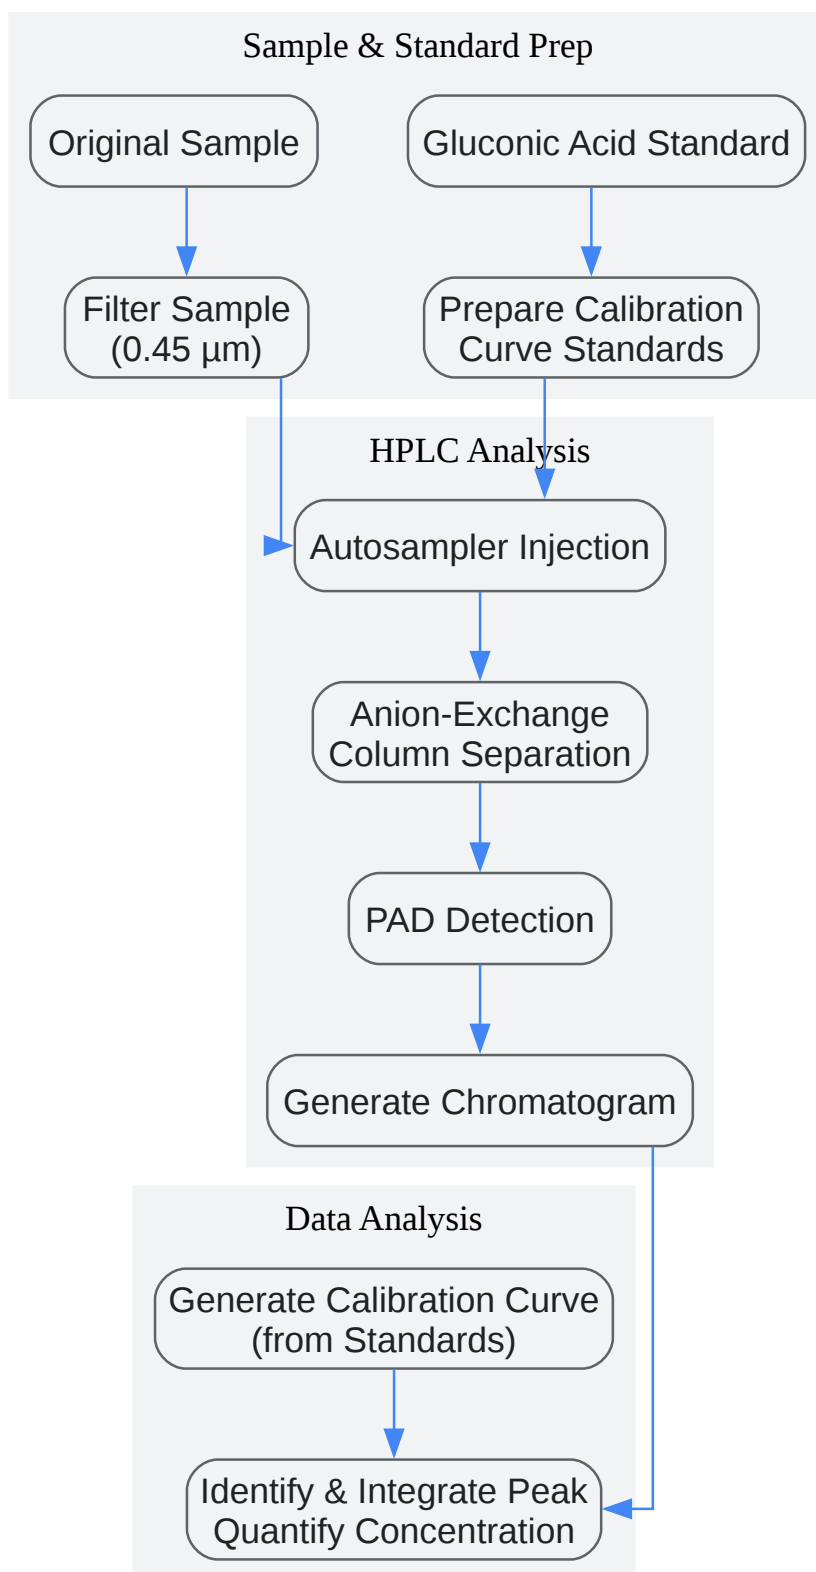 Sample & Standard Prep
Original Sample
Gluconic Acid Standard
Filter Sample
(0.45 µm)
Prepare Calibration
Curve Standards
HPLC Analysis
Autosampler Injection
Anion-Exchange
Column Separation
PAD Detection
Generate Chromatogram
Data Analysis
Generate Calibration Curve
(from Standards)
Identify & Integrate Peak
Quantify Concentration